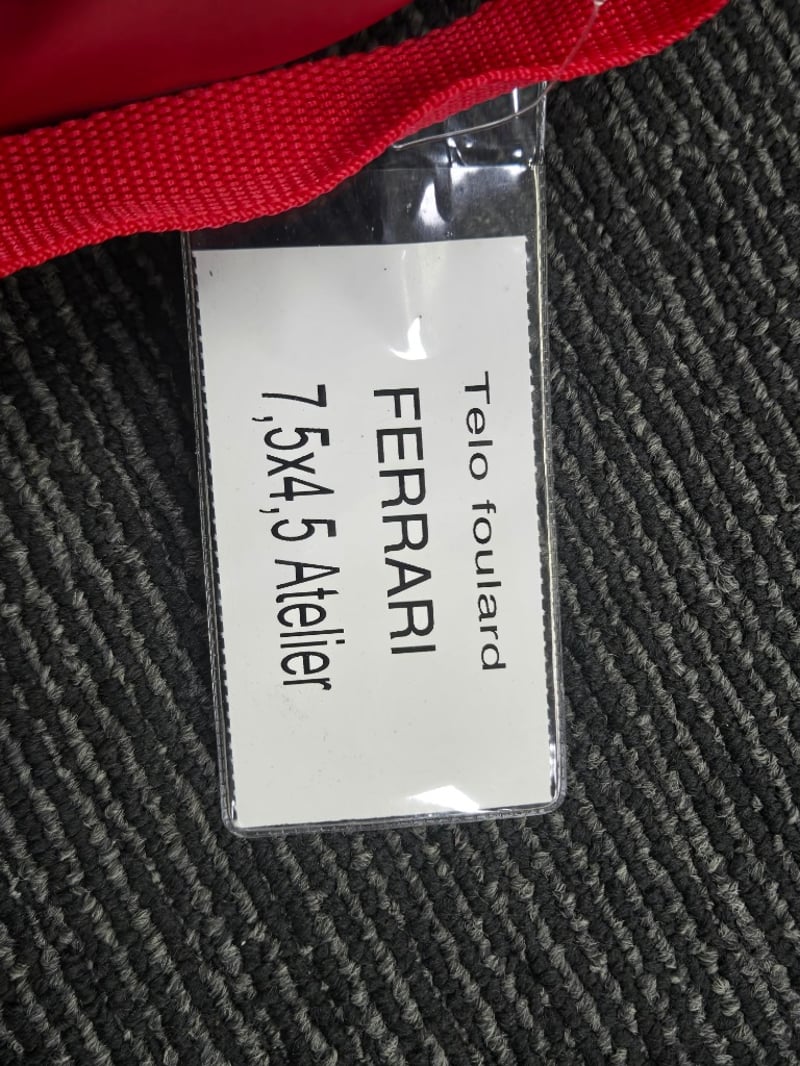 Telo foulard
FERRARI
7,5x4,5 Atelier